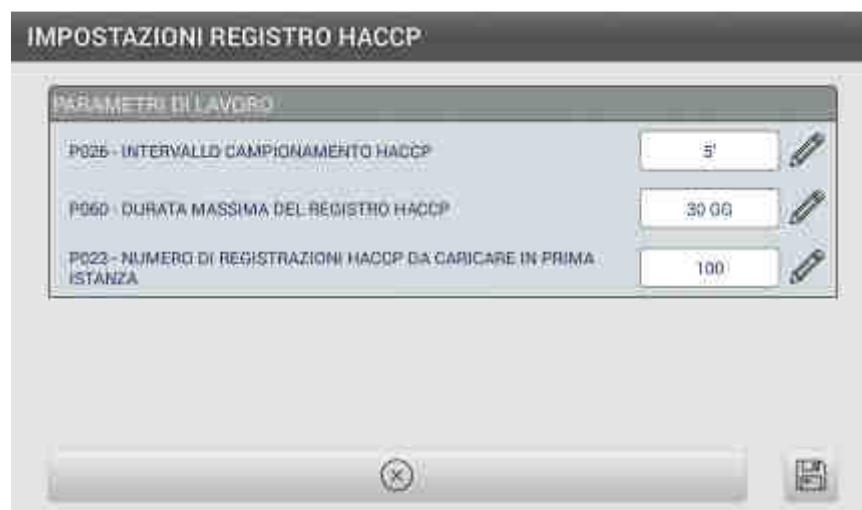 IMPOSTAZIONI REGISTRO HACCP
PARAMETRI DI LAVORO
P026 - INTERVALLO CAMPIONAMENTO HACCP
5'
P060 - DURATA MASSIMA DEL REGISTRO HACCP
30 GG
P023 - NUMERO DI REGISTRAZIONI HACCP DA CARICARE IN PRIMA
ISTANZA
100